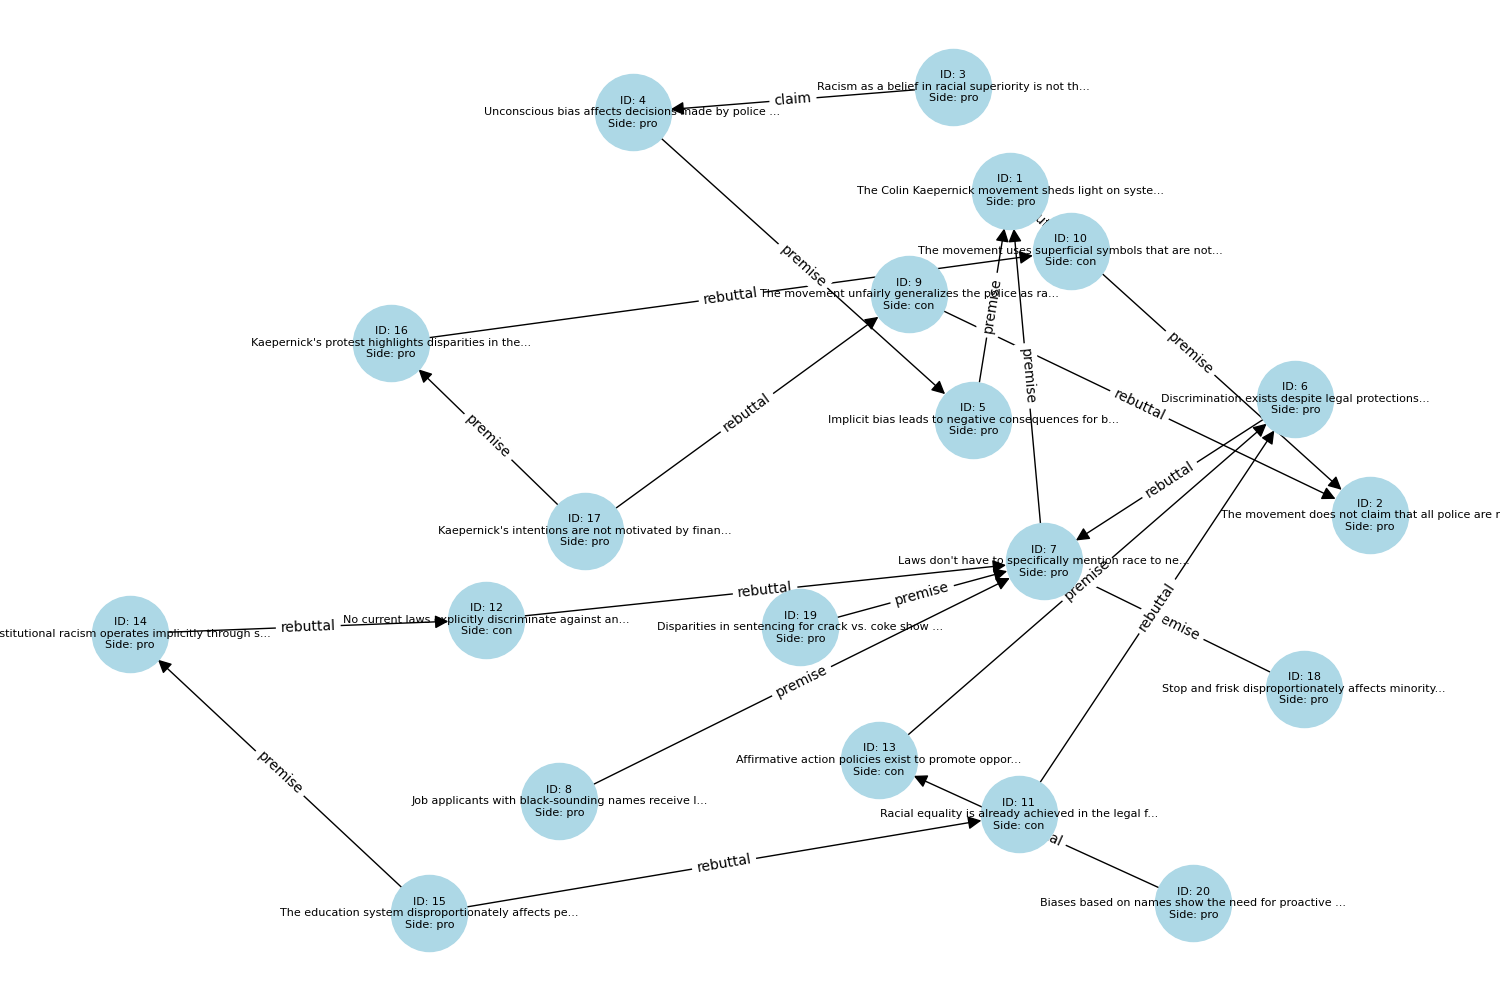 ID: 3
Racism as a belief in racial superiority is not th...
Side: pro
claim
ID: 4
Unconscious bias affects decisions made by police ...
Side: pro
ID: 1
The Colin Kaepernick movement sheds light on syste...
Side: pro
ID: 10
The movement uses superficial symbols that are not...
Side: con
premise
ID: 9
The movement unfairly generalizes the police as ra...
Side: con
rebuttal
premise
ID: 16
Kaepernick's protest highlights disparities in the...
Side: pro
premise
premise
ID: 6
Discrimination exists despite legal protections...
Side: pro
rebuttal
ID: 5
Implicit bias leads to negative consequences for b...
Side: pro
rebuttal
premise
rebuttal
ID: 2
The movement does not claim that all police are r
Side: pro
ID: 17
Kaepernick's intentions are not motivated by finan...
Side: pro
ID: 7
Laws don't have to specifically mention race to ne...
Side: pro
rebuttal
premise
premise
ID: 12
No current laws explicitly discriminate against an...
Side: con
rebuttal
ID: 19
Disparities in sentencing for crack vs. coke show ...
Side: pro
rebuttal
emise
ID: 14
stitutional racism operates implicitly through s...
Side: pro
premise
ID: 18
Stop and frisk disproportionately affects minority...
Side: pro
premise
ID: 13
Affirmative action policies exist to promote oppor...
Side: con
ID: 8
Job applicants with black-sounding names receive l...
Side: pro
ID: 11
Racial equality is already achieved in the legal f...
Side: con
al
rebuttal
ID: 15
The education system disproportionately affects pe...
Side: pro
ID: 20
Biases based on names show the need for proactive ...
Side: pro